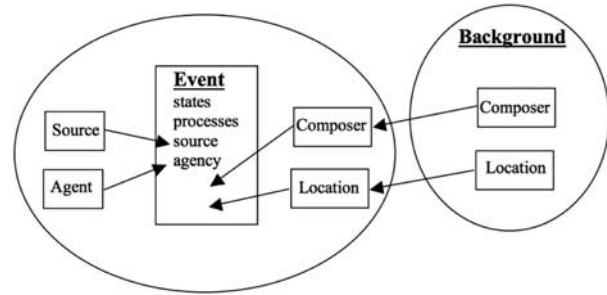 Background
Event
states
processes
source
agency
Source
Agent
Composer
Location
Composer
Location